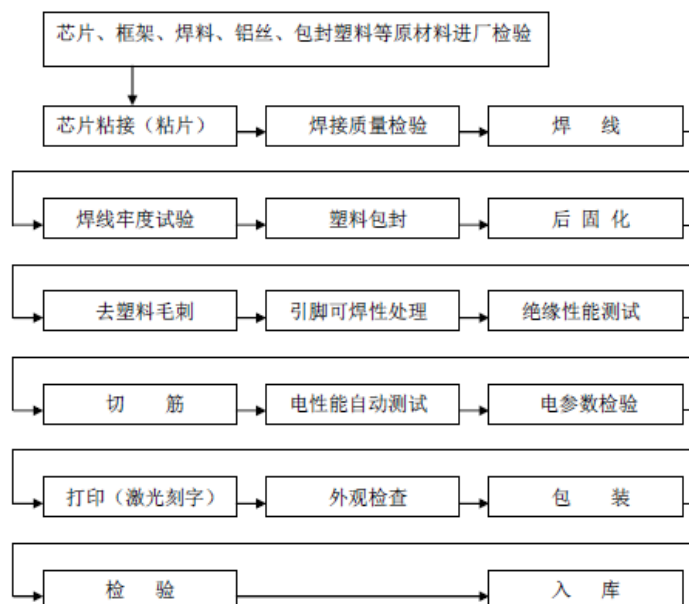 芯片、框架、焊料、铝丝、包封塑料等原材料进厂检验
芯片粘接（粘片）
焊接质量检验
焊 线
焊线牢度试验
塑料包封
后 固 化
去塑料毛刺
引脚可焊性处理
绝缘性能测试
切 筋
电性能自动测试
电参数检验
打印（激光刻字）
外观检查
包 装
检 验
入 库